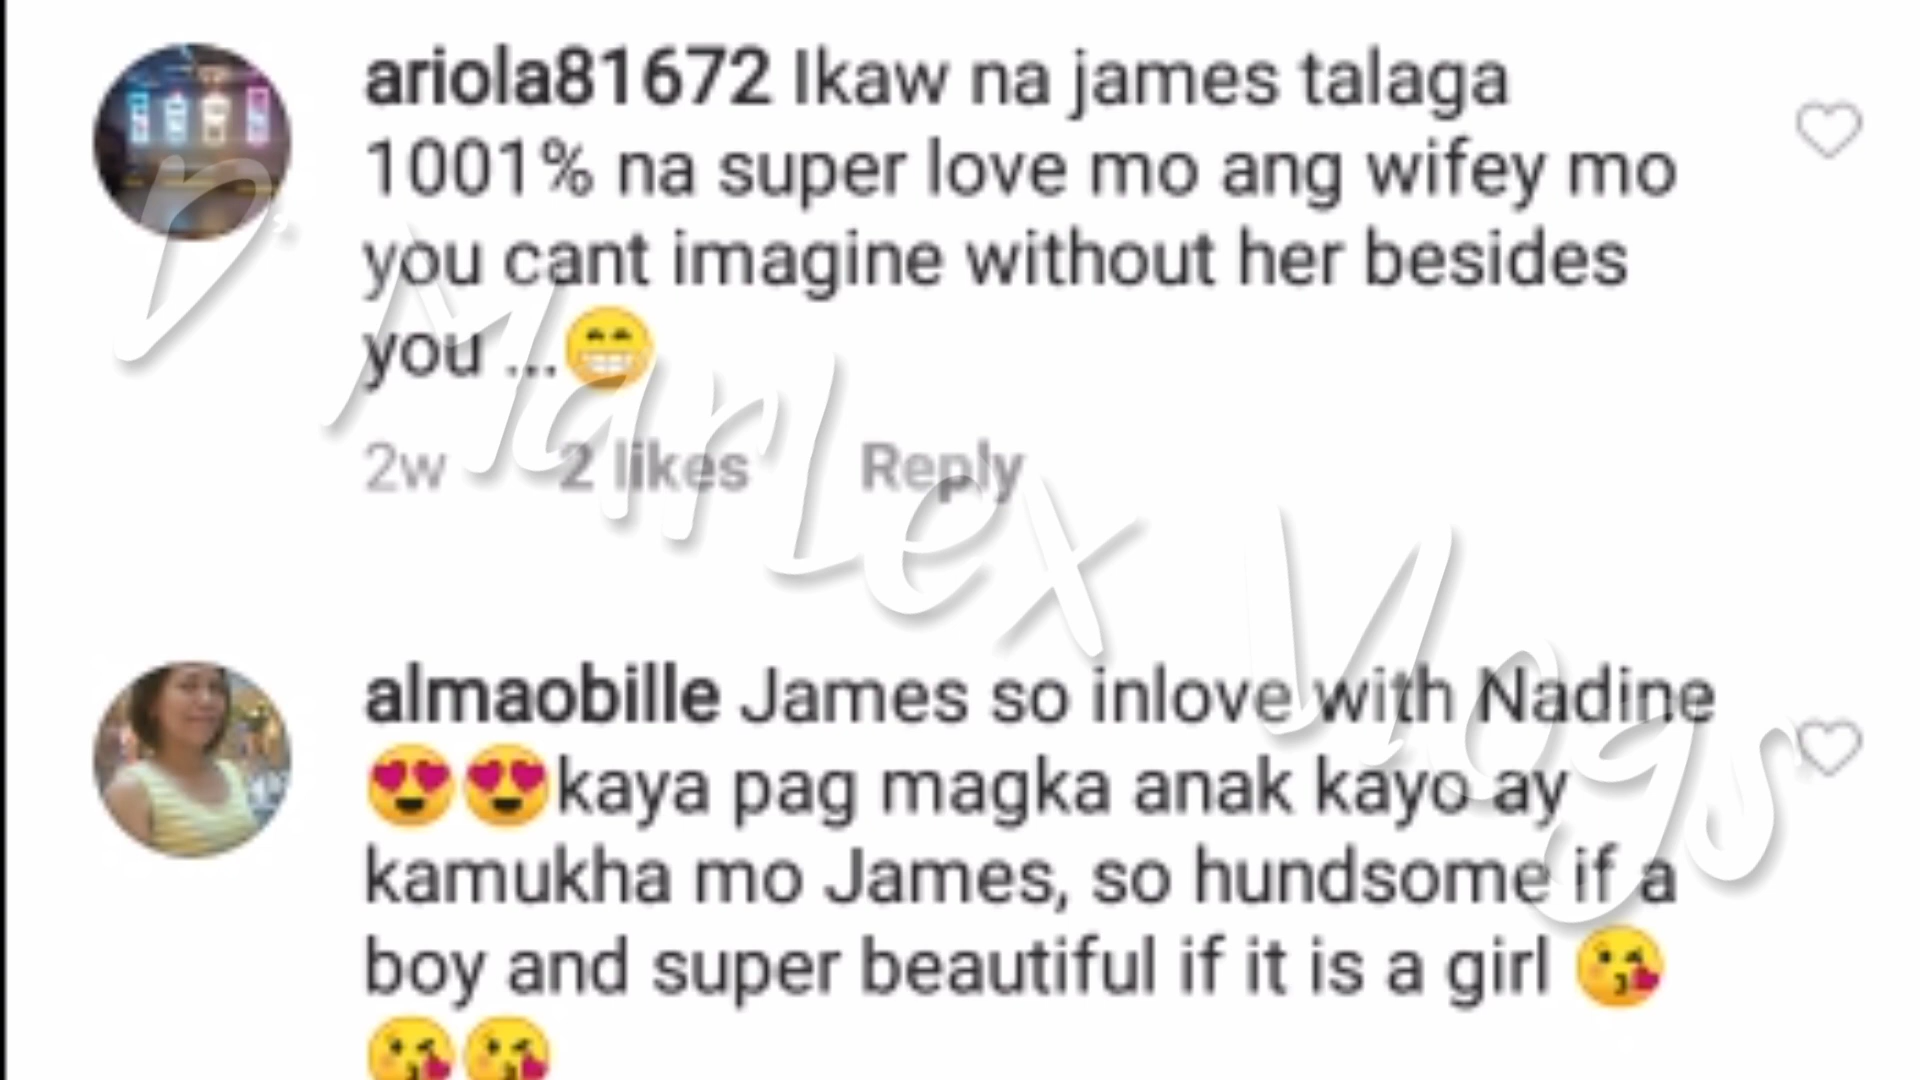 ariola81672 Ikaw na james talaga
1001% na super love mo ang wifey mo
you cant imagine without her besides
you ...😁
2w 2 likes Reply
almaobille James so inlove with Nadine
😍😍kaya pag magka anak kayo ay
kamukha mo James, so hundsome if a
boy and super beautiful if it is a girl 😘
😘😘
D' MarLex Vlogs